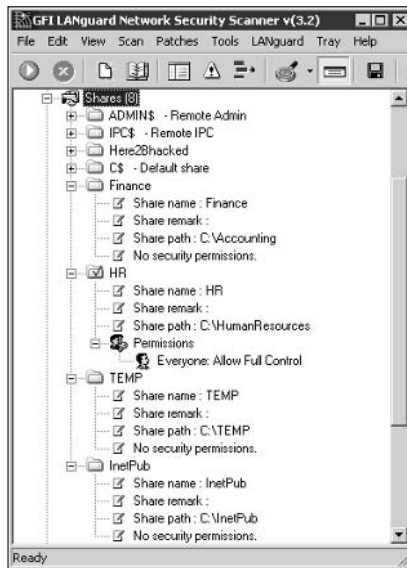 GFI LANguard Network Security Scanner v(3.2)
File Edit View Scan Patches Tools LANguard Tray Help
Shares (8)
ADMIN$ - Remote Admin
IPC$ - Remote IPC
Here2Bhacked
C$ - Default share
Finance
Share name : Finance
Share remark :
Share path : C:\Accounting
No security permissions.
HR
Share name : HR
Share remark :
Share path : C:\HumanResources
Permissions
Everyone: Allow Full Control
TEMP
Share name : TEMP
Share remark :
Share path : C:\TEMP
No security permissions.
InetPub
Share name : InetPub
Share remark :
Share path : C:\InetPub
No security permissions.
Ready